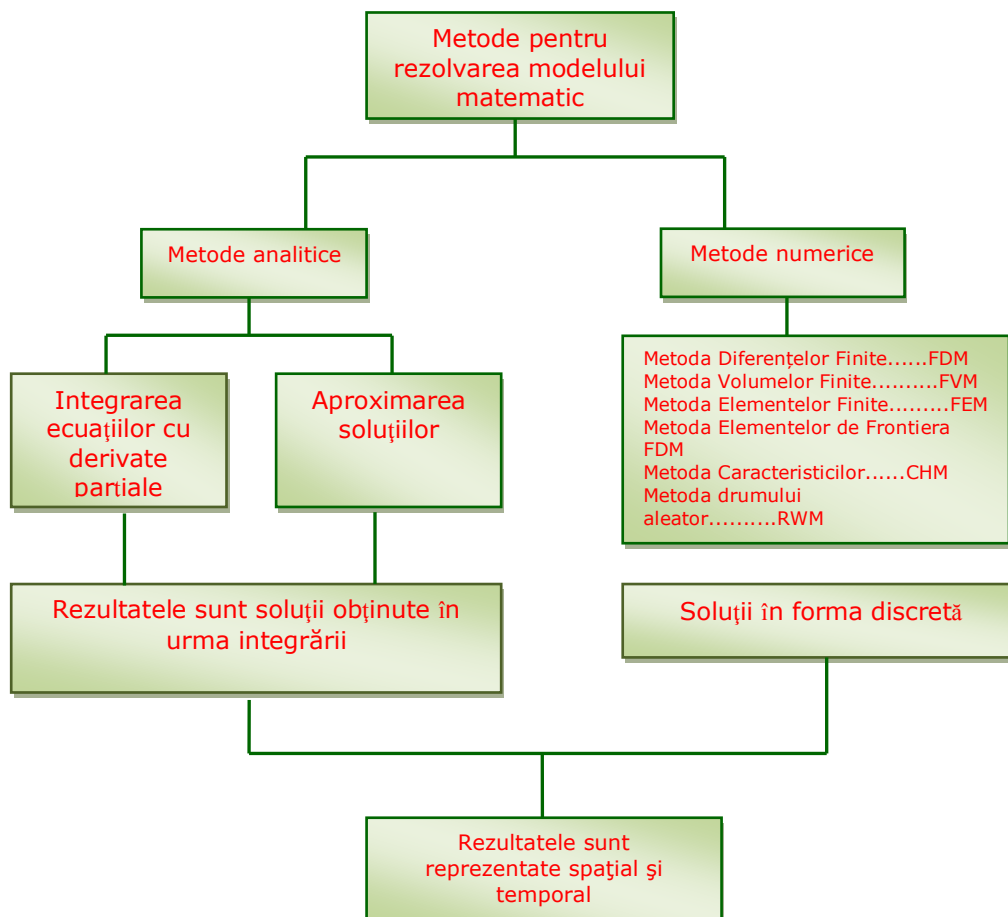 Metode pentru
rezolvarea modelului
matematic
Metode analitice
Metode numerice
Integrarea
ecuaţiilor cu
derivate
parţiale
Aproximarea
soluţiilor
Metoda Diferențelor Finite......FDM
Metoda Volumelor Finite..........FVM
Metoda Elementelor Finite.........FEM
Metoda Elementelor de Frontiera
FDM
Metoda Caracteristicilor......CHM
Metoda drumului
aleator..........RWM
Rezultatele sunt soluţii obţinute în
urma integrării
Soluţii în forma discretă
Rezultatele sunt
reprezentate spaţial şi
temporal